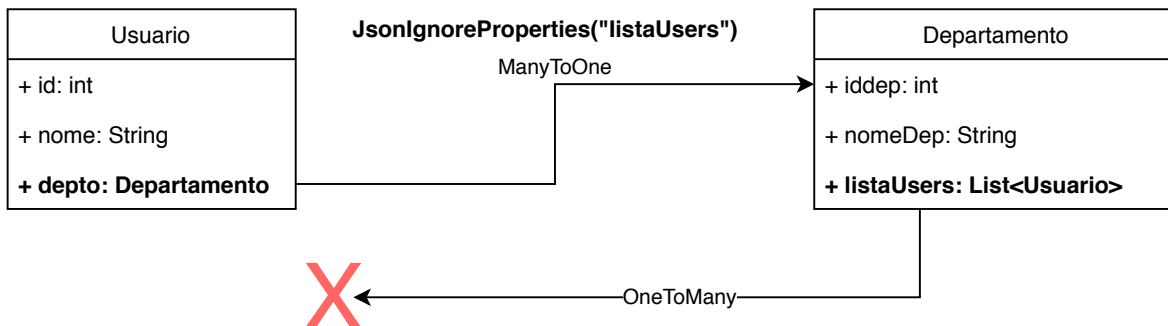 Usuario
+ id: int
+ nome: String
+ depto: Departamento
JsonIgnoreProperties("listaUsers")
ManyToOne
Departamento
+ iddep: int
+ nomeDep: String
+ listaUsers: List<Usuario>
X
OneToMany